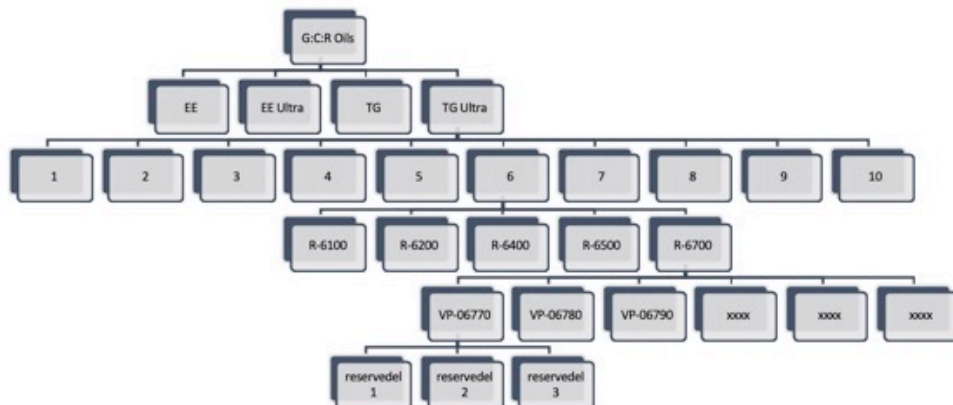 G:C:R Oils
EE
EE Ultra
TG
TG Ultra
1
2
3
4
5
6
7
8
9
10
R-6100
R-6200
R-6400
R-6500
R-6700
VP-06770
VP-06780
VP-06790
xxxx
xxxx
xxxx
reservedel
1
reservedel
2
reservedel
3